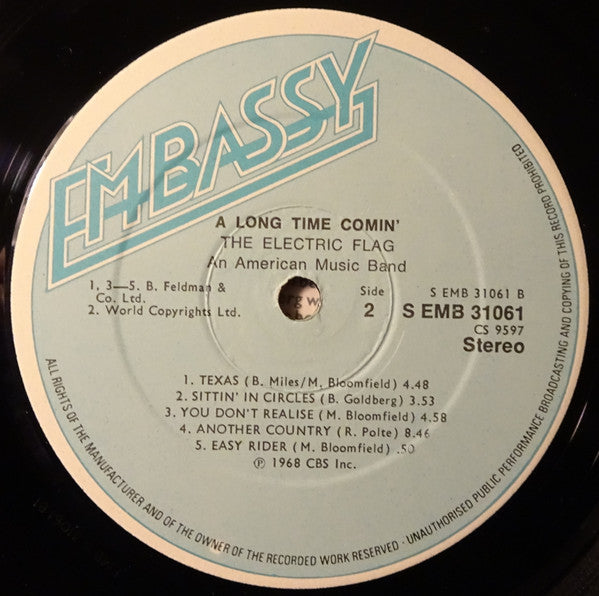 EMBASSY
A LONG TIME COMIN'
THE ELECTRIC FLAG
An American Music Band
1, 3—5. B. Feldman &
Co. Ltd.
2. World Copyrights Ltd.
Side
2
S EMB 31061 B
S EMB 31061
CS 9597
Stereo
1. TEXAS (B. Miles/M. Bloomfield) 4.48
2. SITTIN' IN CIRCLES (B. Goldberg) 3.53
3. YOU DON'T REALISE (M. Bloomfield) 4.58
4. ANOTHER COUNTRY (R. Polte) 8.46
5. EASY RIDER (M. Bloomfield) .50
℗ 1968 CBS Inc.
ALL RIGHTS OF THE MANUFACTURER AND OF THE OWNER OF THE RECORDED WORK RESERVED - UNAUTHORISED PUBLIC PERFORMANCE BROADCASTING AND COPYING OF THIS RECORD PROHIBITED